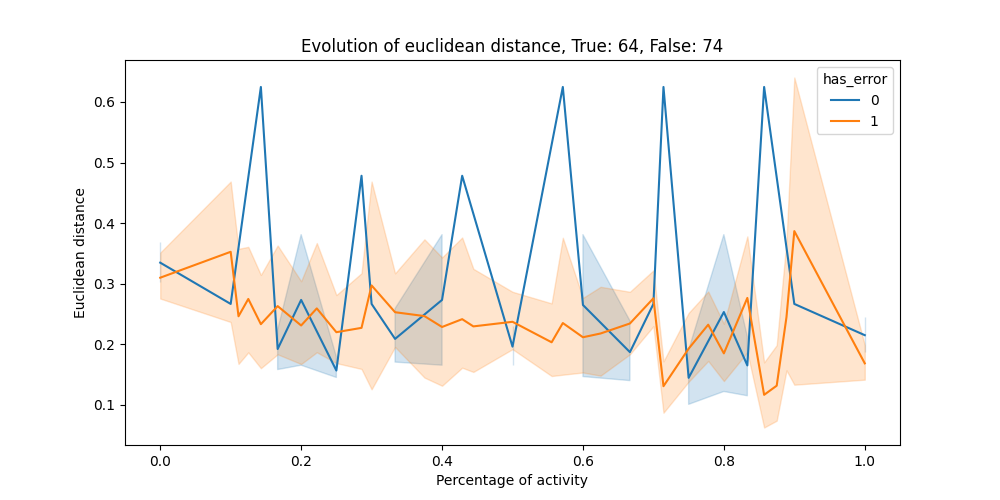 Evolution of euclidean distance, True: 64, False: 74
has_error
0
1
Euclidean distance
0.6
0.5
0.4
0.3
0.2
0.1
0.0 0.2 0.4 0.6 0.8 1.0
Percentage of activity